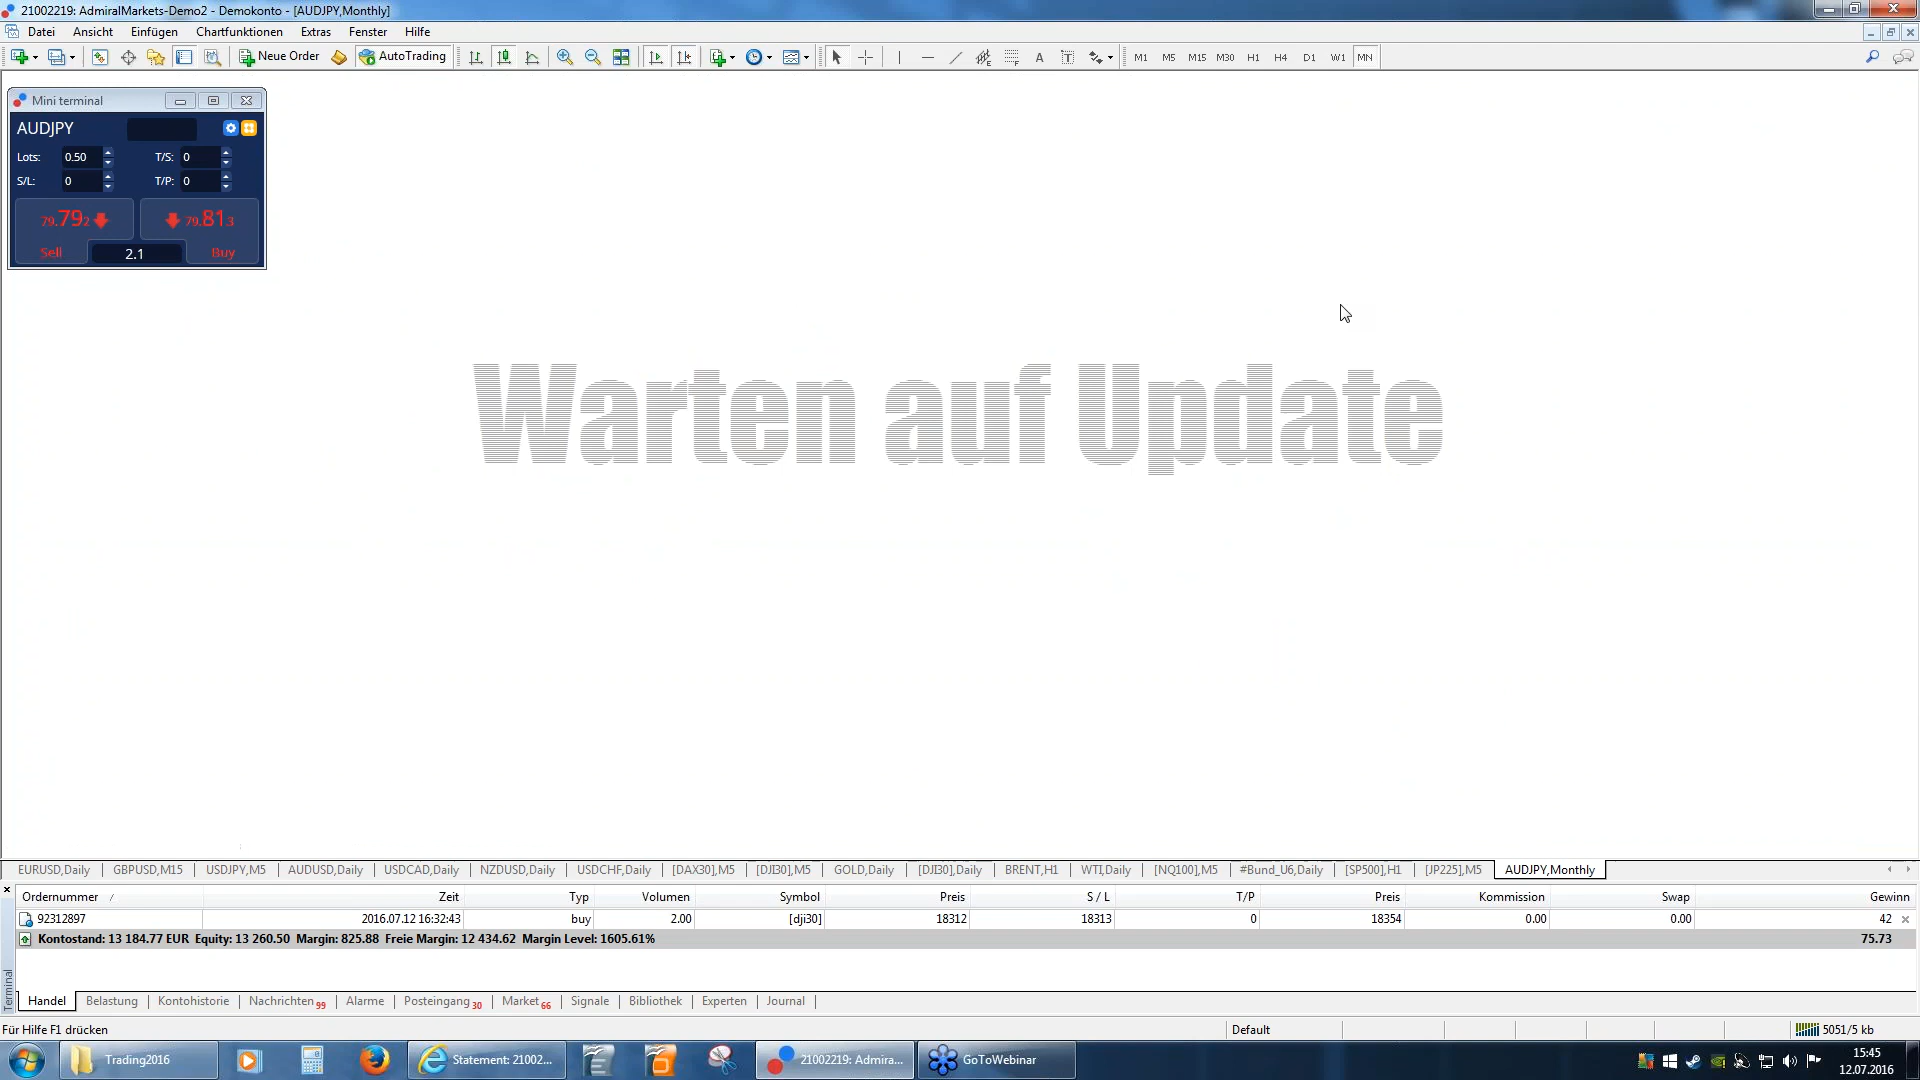 21002219: AdmiralMarkets-Demo2 - Demokonto - [AUDJPY,Monthly]
Datei Ansicht Einfügen Chartfunktionen Extras Fenster Hilfe
Neue Order AutoTrading A T M1 M5 M15 M30 H1 H4 D1 W1 MN
Mini terminal
AUDJPY
Lots: 0.50 T/S: 0
S/L: 0 T/P: 0
79.792 79.813
Sell 2.1 Buy
Warten auf Update
EURUSD,Daily GBPUSD,M15 USDJPY,M5 AUDUSD,Daily USDCAD,Daily NZDUSD,Daily USDCHF,Daily [DAX30],M5 [DJI30],M5 GOLD,Daily [DJI30],Daily BRENT,H1 WTI,Daily [NQ100],M5 #Bund_U6,Daily [SP500],H1 [JP225],M5 AUDJPY,Monthly
Ordernummer / Zeit Typ Volumen Symbol Preis S / L T/P Preis Kommission Swap Gewinn
92312897 2016.07.12 16:32:43 buy 2.00 [dji30] 18312 18313 0 18354 0.00 0.00 42
Kontostand: 13 184.77 EUR Equity: 13 260.50 Margin: 825.88 Freie Margin: 12 434.62 Margin Level: 1605.61% 75.73
Terminal
Handel Belastung Kontohistorie Nachrichten 99 Alarme Posteingang 30 Market 66 Signale Bibliothek Experten Journal
Für Hilfe F1 drücken Default 5051/5 kb
Trading2016 Statement: 21002... 21002219: Admira... GoToWebinar 15:45
12.07.2016